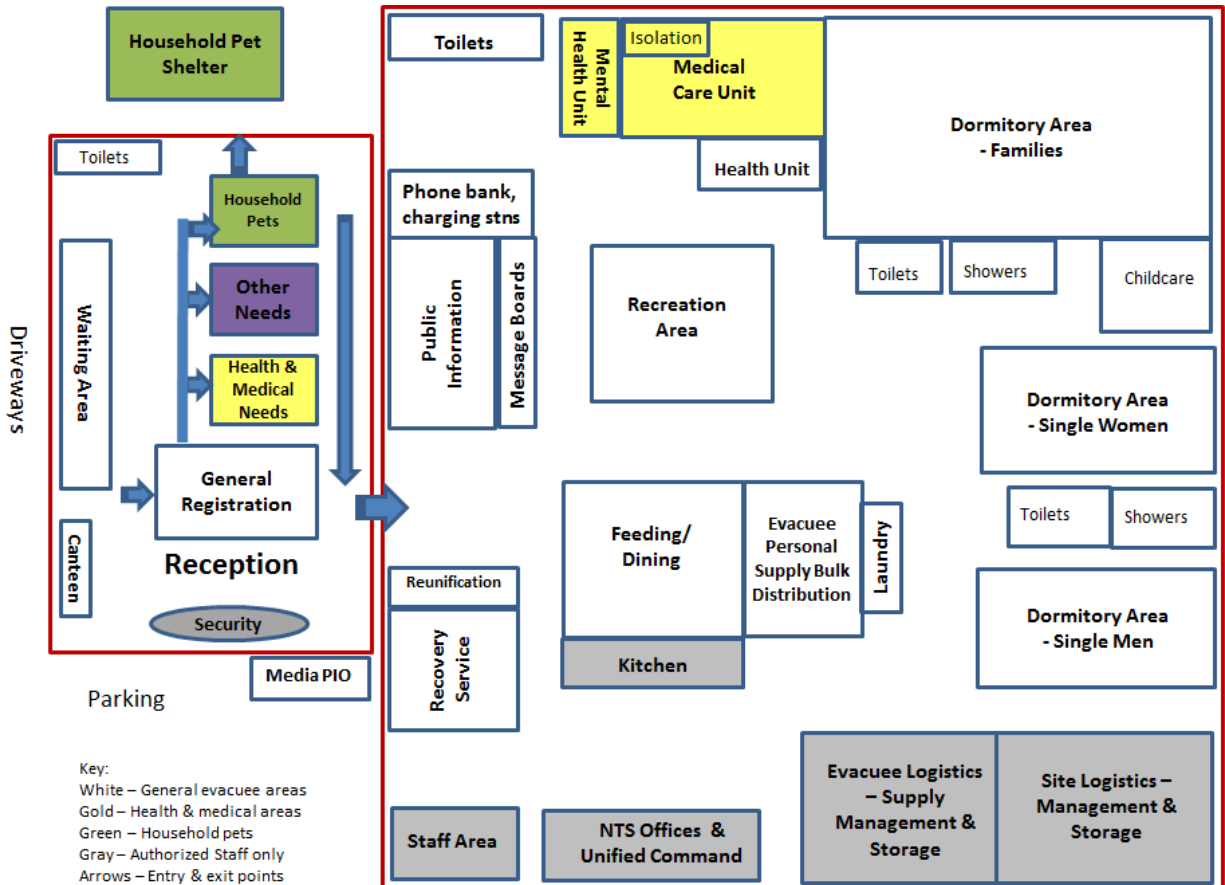 Household Pet
Shelter
Toilets
Household
Pets
Other
Needs
Health &
Medical
Needs
General
Registration
Waiting Area
Driveways
Canteen
Reception
Security
Media PIO
Parking
Key:
White – General evacuee areas
Gold – Health & medical areas
Green – Household pets
Gray – Authorized Staff only
Arrows – Entry & exit points
Toilets
Mental
Health Unit
Isolation
Medical
Care Unit
Health Unit
Dormitory Area
- Families
Phone bank,
charging stns
Public
Information
Message Boards
Recreation
Area
Toilets
Showers
Childcare
Dormitory Area
- Single Women
Feeding/
Dining
Evacuee
Personal
Supply Bulk
Distribution
Laundry
Toilets
Showers
Reunification
Recovery
Service
Kitchen
Dormitory Area
- Single Men
Staff Area
NTS Offices &
Unified Command
Evacuee Logistics
– Supply
Management &
Storage
Site Logistics –
Management &
Storage